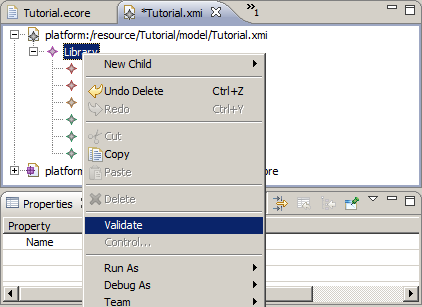 Tutorial.ecore
*Tutorial.xmi
1
platform:/resource/Tutorial/model/Tutorial.xmi
Library
New Child
Undo Delete Ctrl+Z
Redo Ctrl+Y
Cut
Copy
Paste
Delete
Validate
Control...
Run As
Debug As
Team
platform
ore
Properties
Property
Name